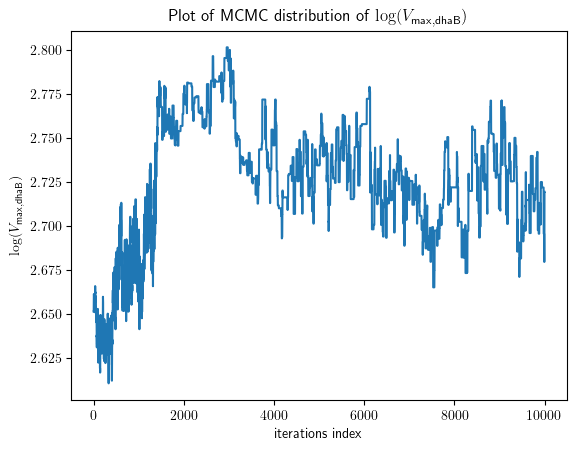 Plot of MCMC distribution of log(V_max,dhaB)
2.800
2.775
2.750
2.725
2.700
2.675
2.650
2.625
log(V_max,dhaB)
0 2000 4000 6000 8000 10000
iterations index